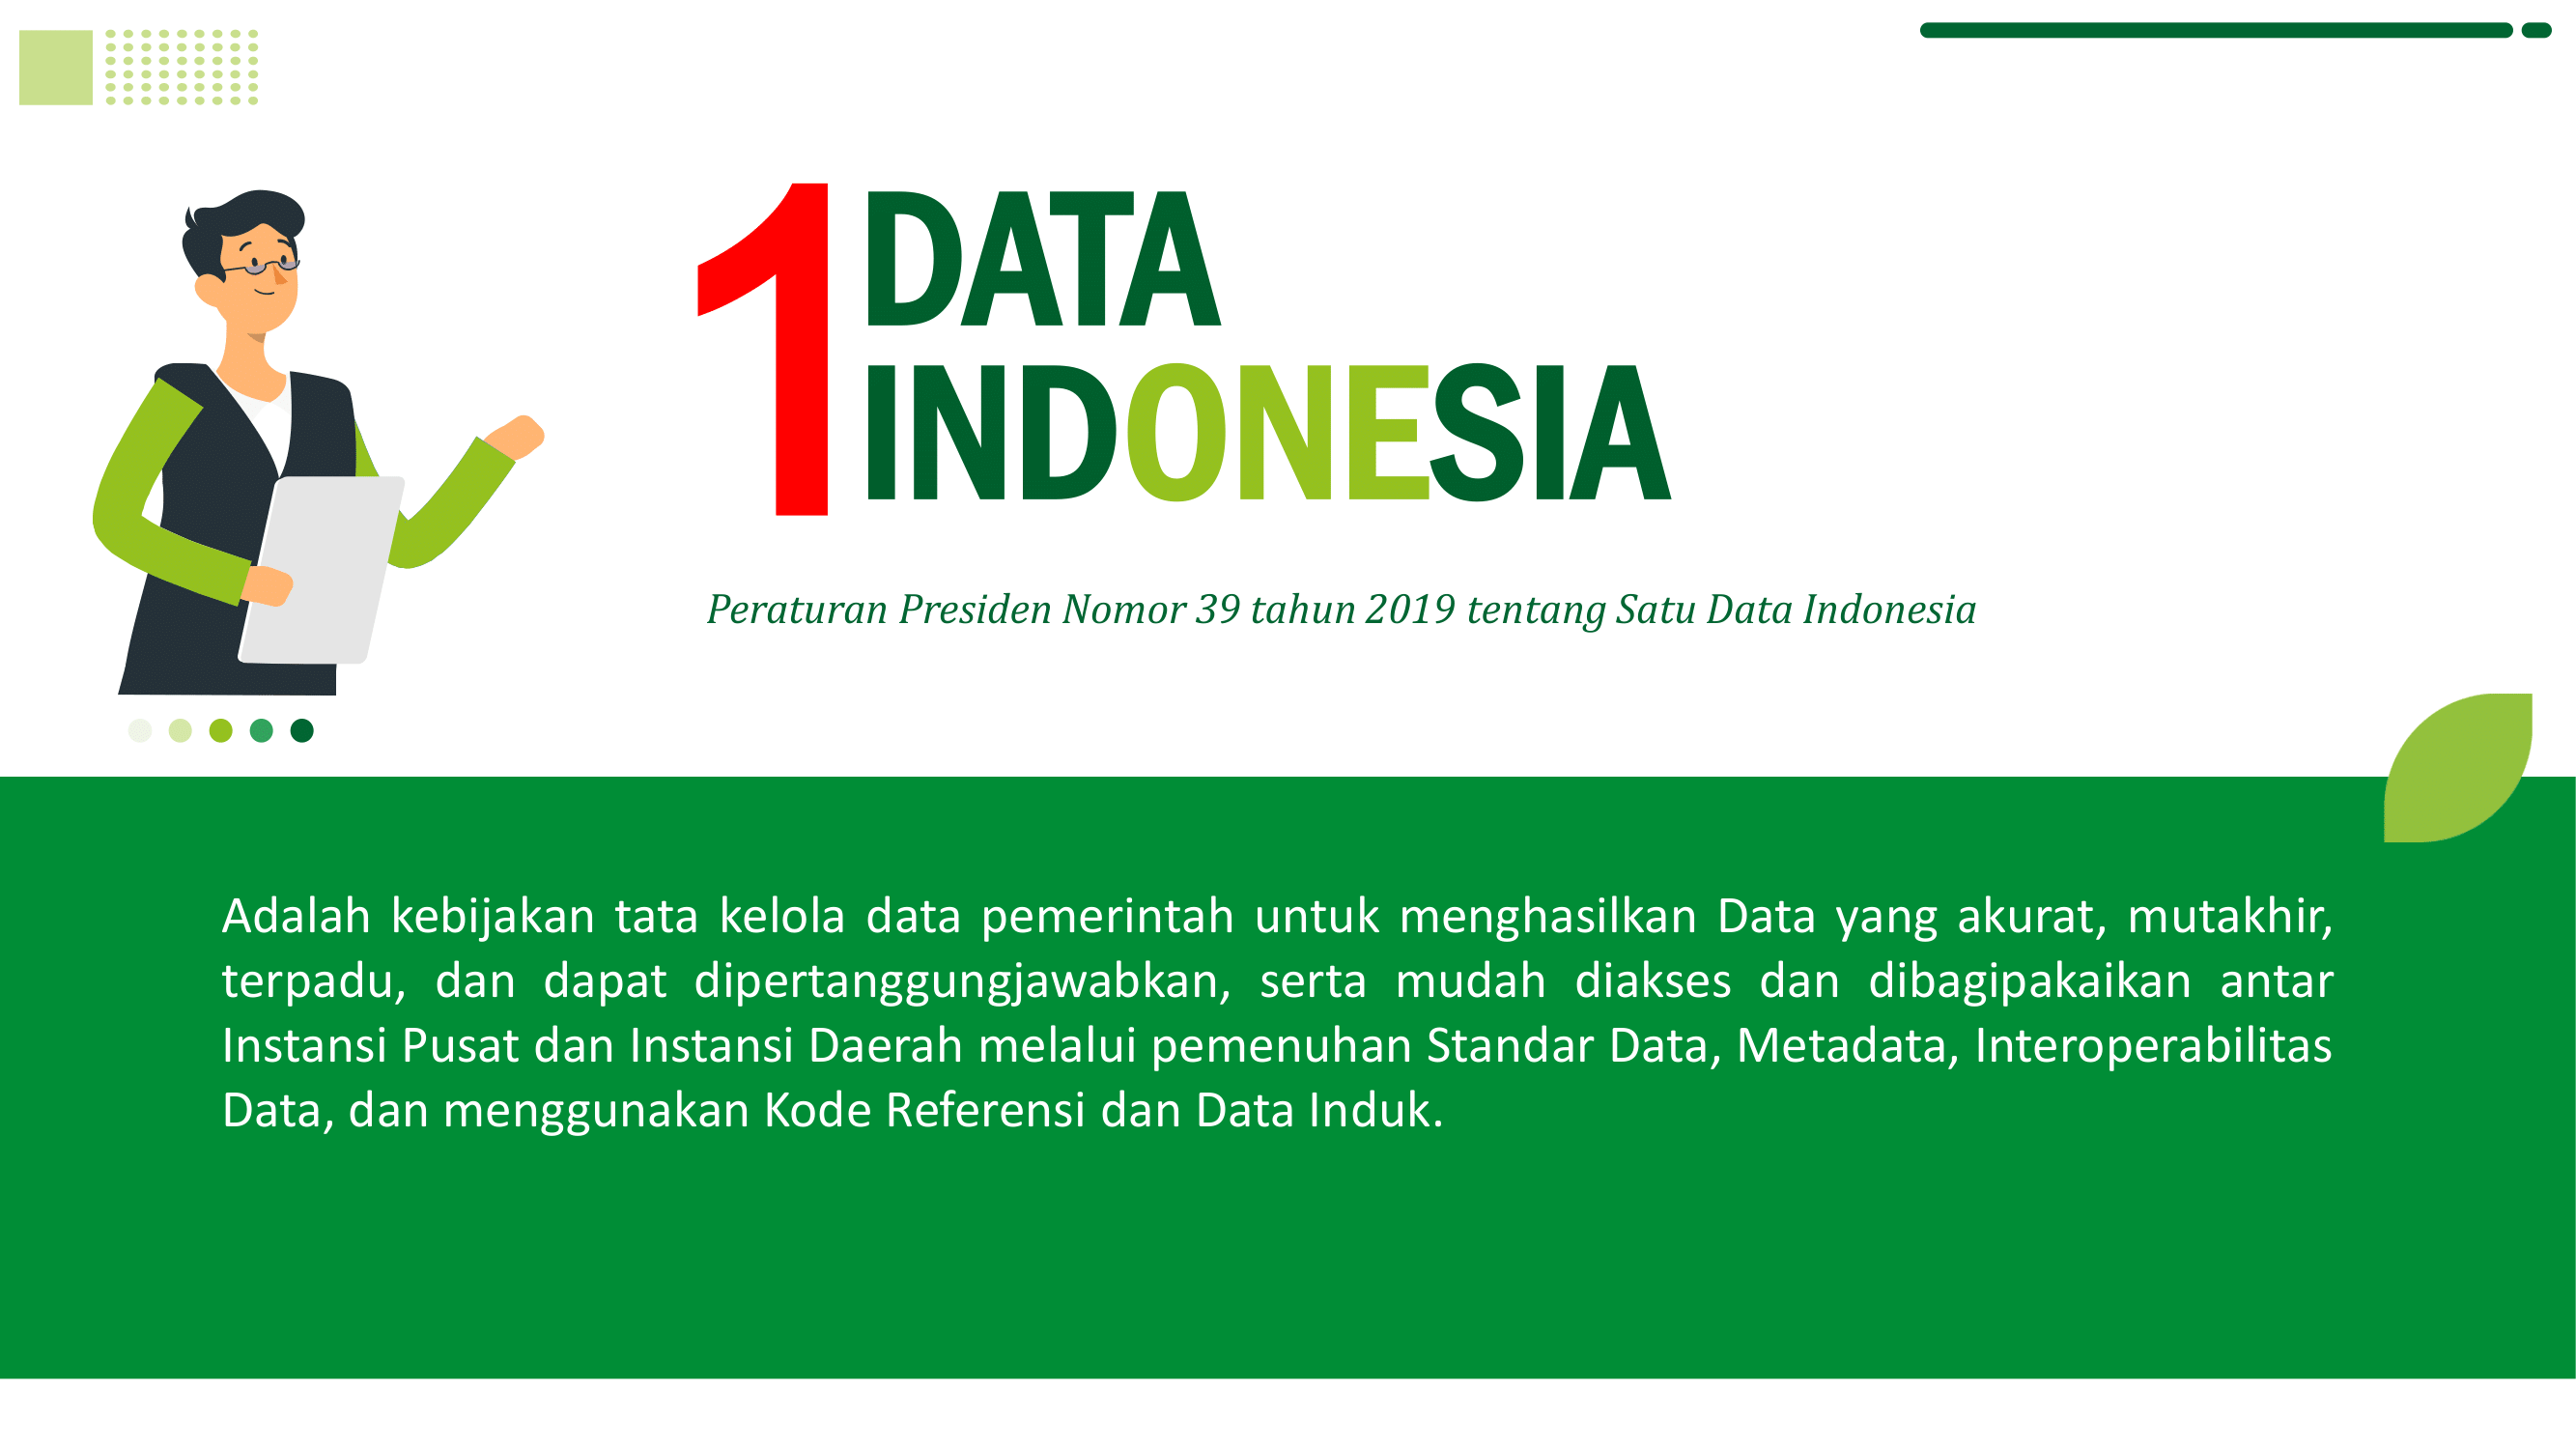 1 DATA
INDONESIA
Peraturan Presiden Nomor 39 tahun 2019 tentang Satu Data Indonesia
Adalah kebijakan tata kelola data pemerintah untuk menghasilkan Data yang akurat, mutakhir,
terpadu, dan dapat dipertanggungjawabkan, serta mudah diakses dan dibagipakaikan antar
Instansi Pusat dan Instansi Daerah melalui pemenuhan Standar Data, Metadata, Interoperabilitas
Data, dan menggunakan Kode Referensi dan Data Induk.